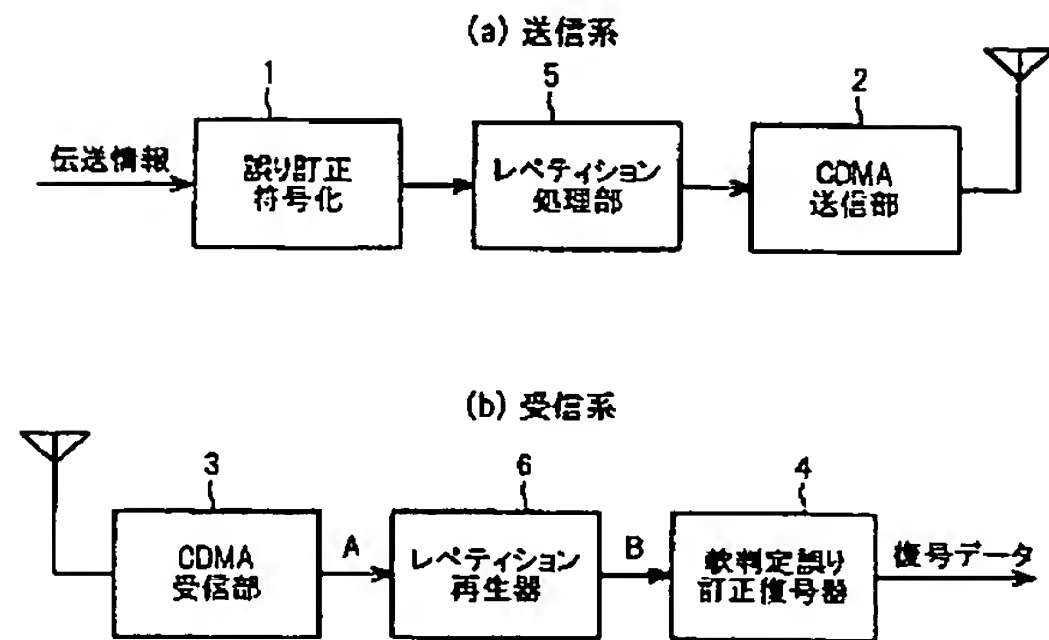 (a) 送信系
1
5
2
伝送情報
誤り訂正
符号化
レペティション
処理部
CDMA
送信部
(b) 受信系
3
6
4
CDMA
受信部
A
レペティション
再生器
B
軟判定誤り
訂正復号器
復号データ